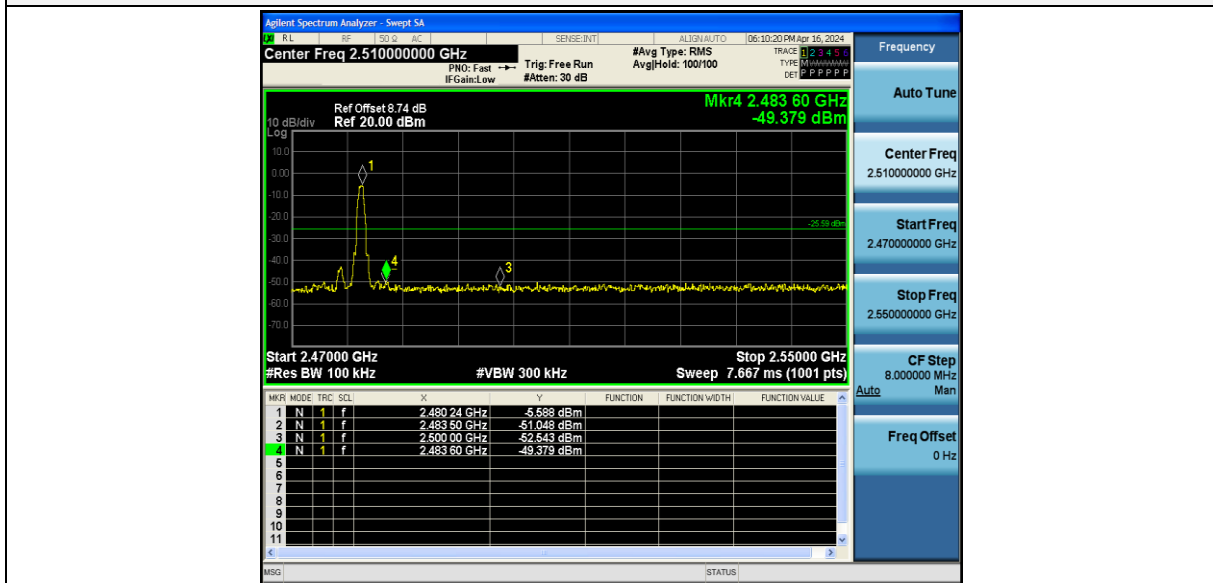 Agilent Spectrum Analyzer - Swept SA
RL RF 50 Ω AC SENSE:INT ALIGNAUTO 06:10:20 PM Apr 16, 2024
Center Freq 2.510000000 GHz #Avg Type: RMS TRACE 1 2 3 4 5 6
PNO: Fast Trig: Free Run Avg|Hold: 100/100 TYPE M
IFGain:Low #Atten: 30 dB DET P P P P P P
Ref Offset 8.74 dB Mkr4 2.483 60 GHz
10 dB/div Ref 20.00 dBm -49.379 dBm
Log
10.0
0.00
-10.0
-20.0
-30.0
-40.0
-50.0
-60.0
-70.0
1
4
3
-25.59 dBm
Start 2.47000 GHz Stop 2.55000 GHz
#Res BW 100 kHz #VBW 300 kHz Sweep 7.667 ms (1001 pts)
MKR MODE TRC SCL X Y FUNCTION FUNCTION WIDTH FUNCTION VALUE
1 N 1 f 2.480 24 GHz -5.588 dBm
2 N 1 f 2.483 50 GHz -51.048 dBm
3 N 1 f 2.500 00 GHz -52.543 dBm
4 N 1 f 2.483 60 GHz -49.379 dBm
5
6
7
8
9
10
11
MSG STATUS
Frequency
Auto Tune
Center Freq
2.510000000 GHz
Start Freq
2.470000000 GHz
Stop Freq
2.550000000 GHz
CF Step
8.000000 MHz
Auto Man
Freq Offset
0 Hz